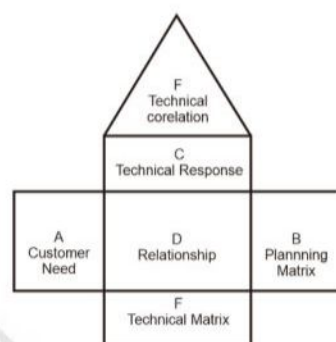 F
Technical
corelation
C
Technical Response
A
Customer
Need
D
Relationship
B
Plannning
Matrix
F
Technical Matrix